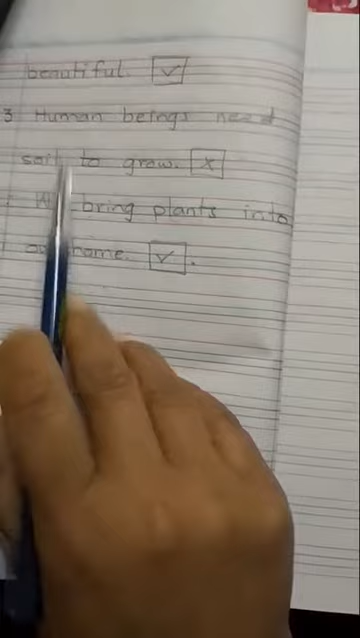 beautiful. ✓
3 Human beings need
soil to grow. x
bring plants into
home. ✓.